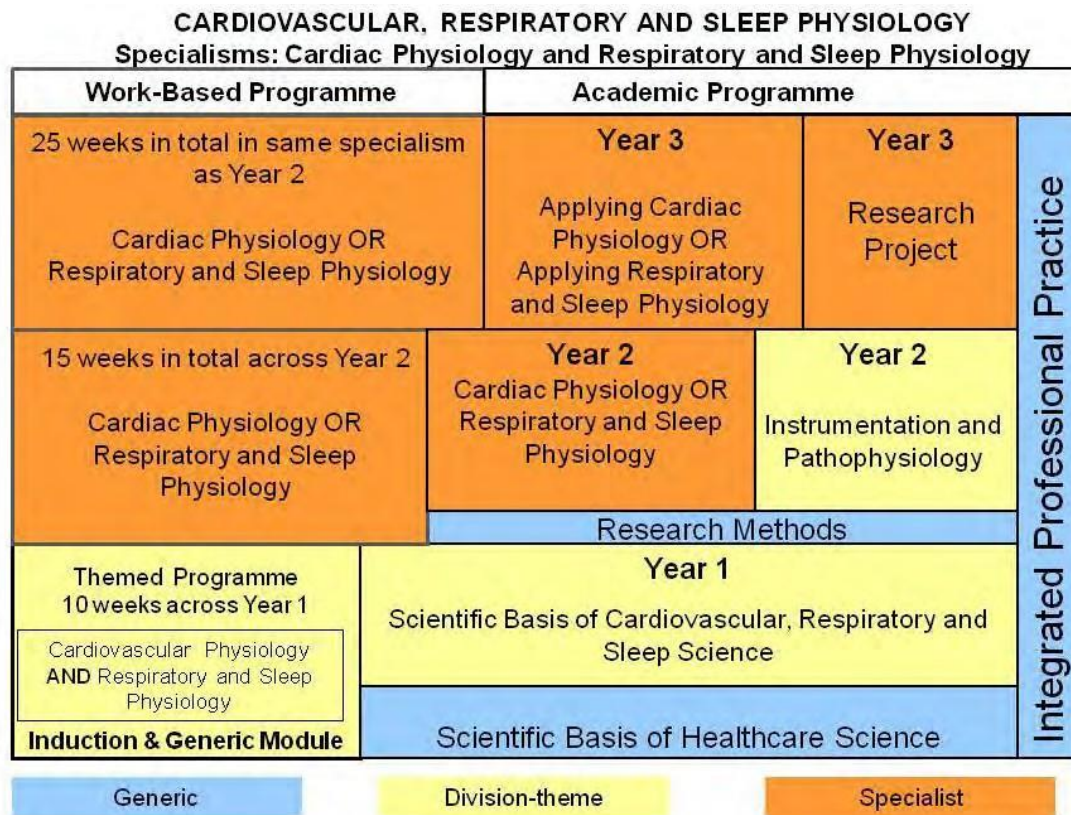 CARDIOVASCULAR, RESPIRATORY AND SLEEP PHYSIOLOGY
Specialisms: Cardiac Physiology and Respiratory and Sleep Physiology
Work-Based Programme
Academic Programme
25 weeks in total in same specialism
as Year 2
Cardiac Physiology OR
Respiratory and Sleep Physiology
Year 3
Applying Cardiac
Physiology OR
Applying Respiratory
and Sleep Physiology
Year 3
Research
Project
15 weeks in total across Year 2
Cardiac Physiology OR
Respiratory and Sleep
Physiology
Year 2
Cardiac Physiology OR
Respiratory and Sleep
Physiology
Year 2
Instrumentation and
Pathophysiology
Research Methods
Themed Programme
10 weeks across Year 1
Cardiovascular Physiology
AND Respiratory and Sleep
Physiology
Induction & Generic Module
Year 1
Scientific Basis of Cardiovascular, Respiratory and
Sleep Science
Scientific Basis of Healthcare Science
Integrated Professional Practice
Generic
Division-theme
Specialist